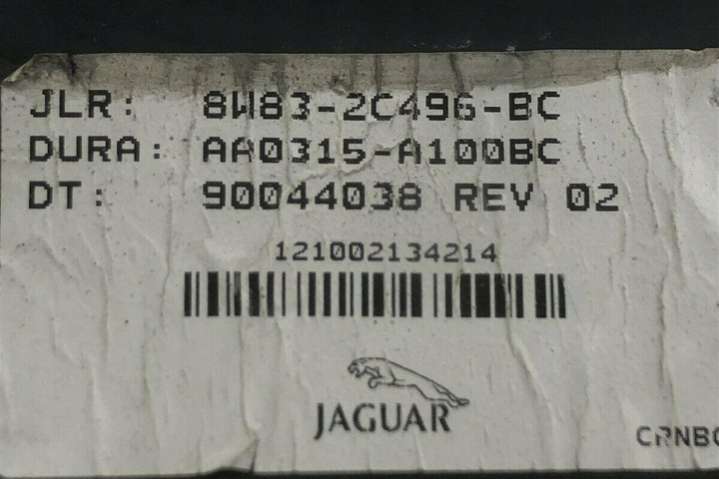 JLR: 8W83-2C496-BC
DURA: AA0315-A100BC
DT: 90044038 REV 02
121002134214
JAGUAR